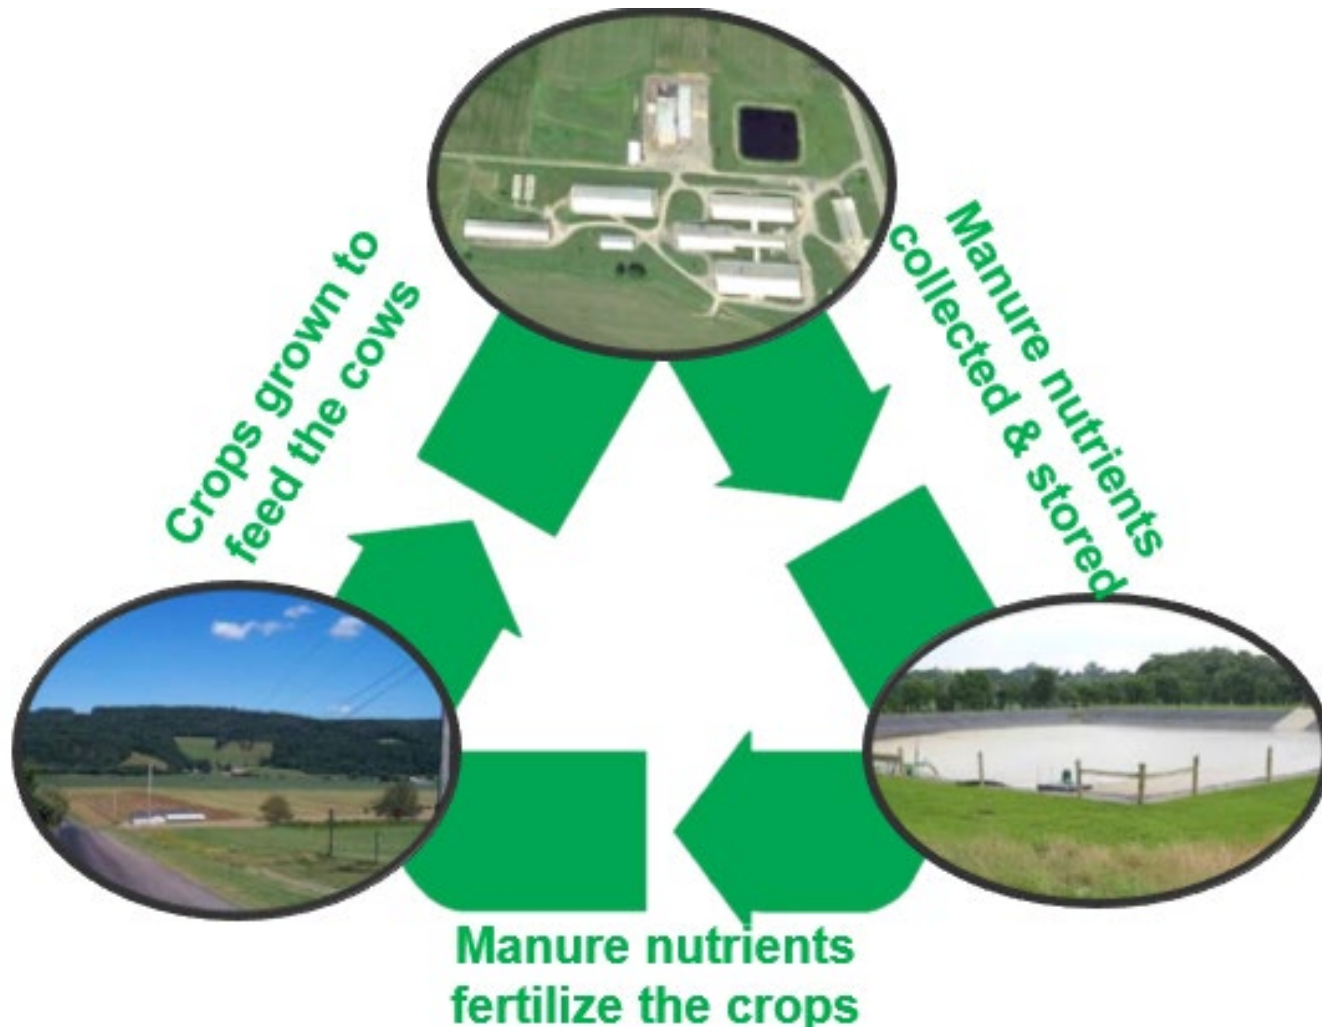 Crops grown to
feed the cows
Manure nutrients
collected & stored
Manure nutrients
fertilize the crops